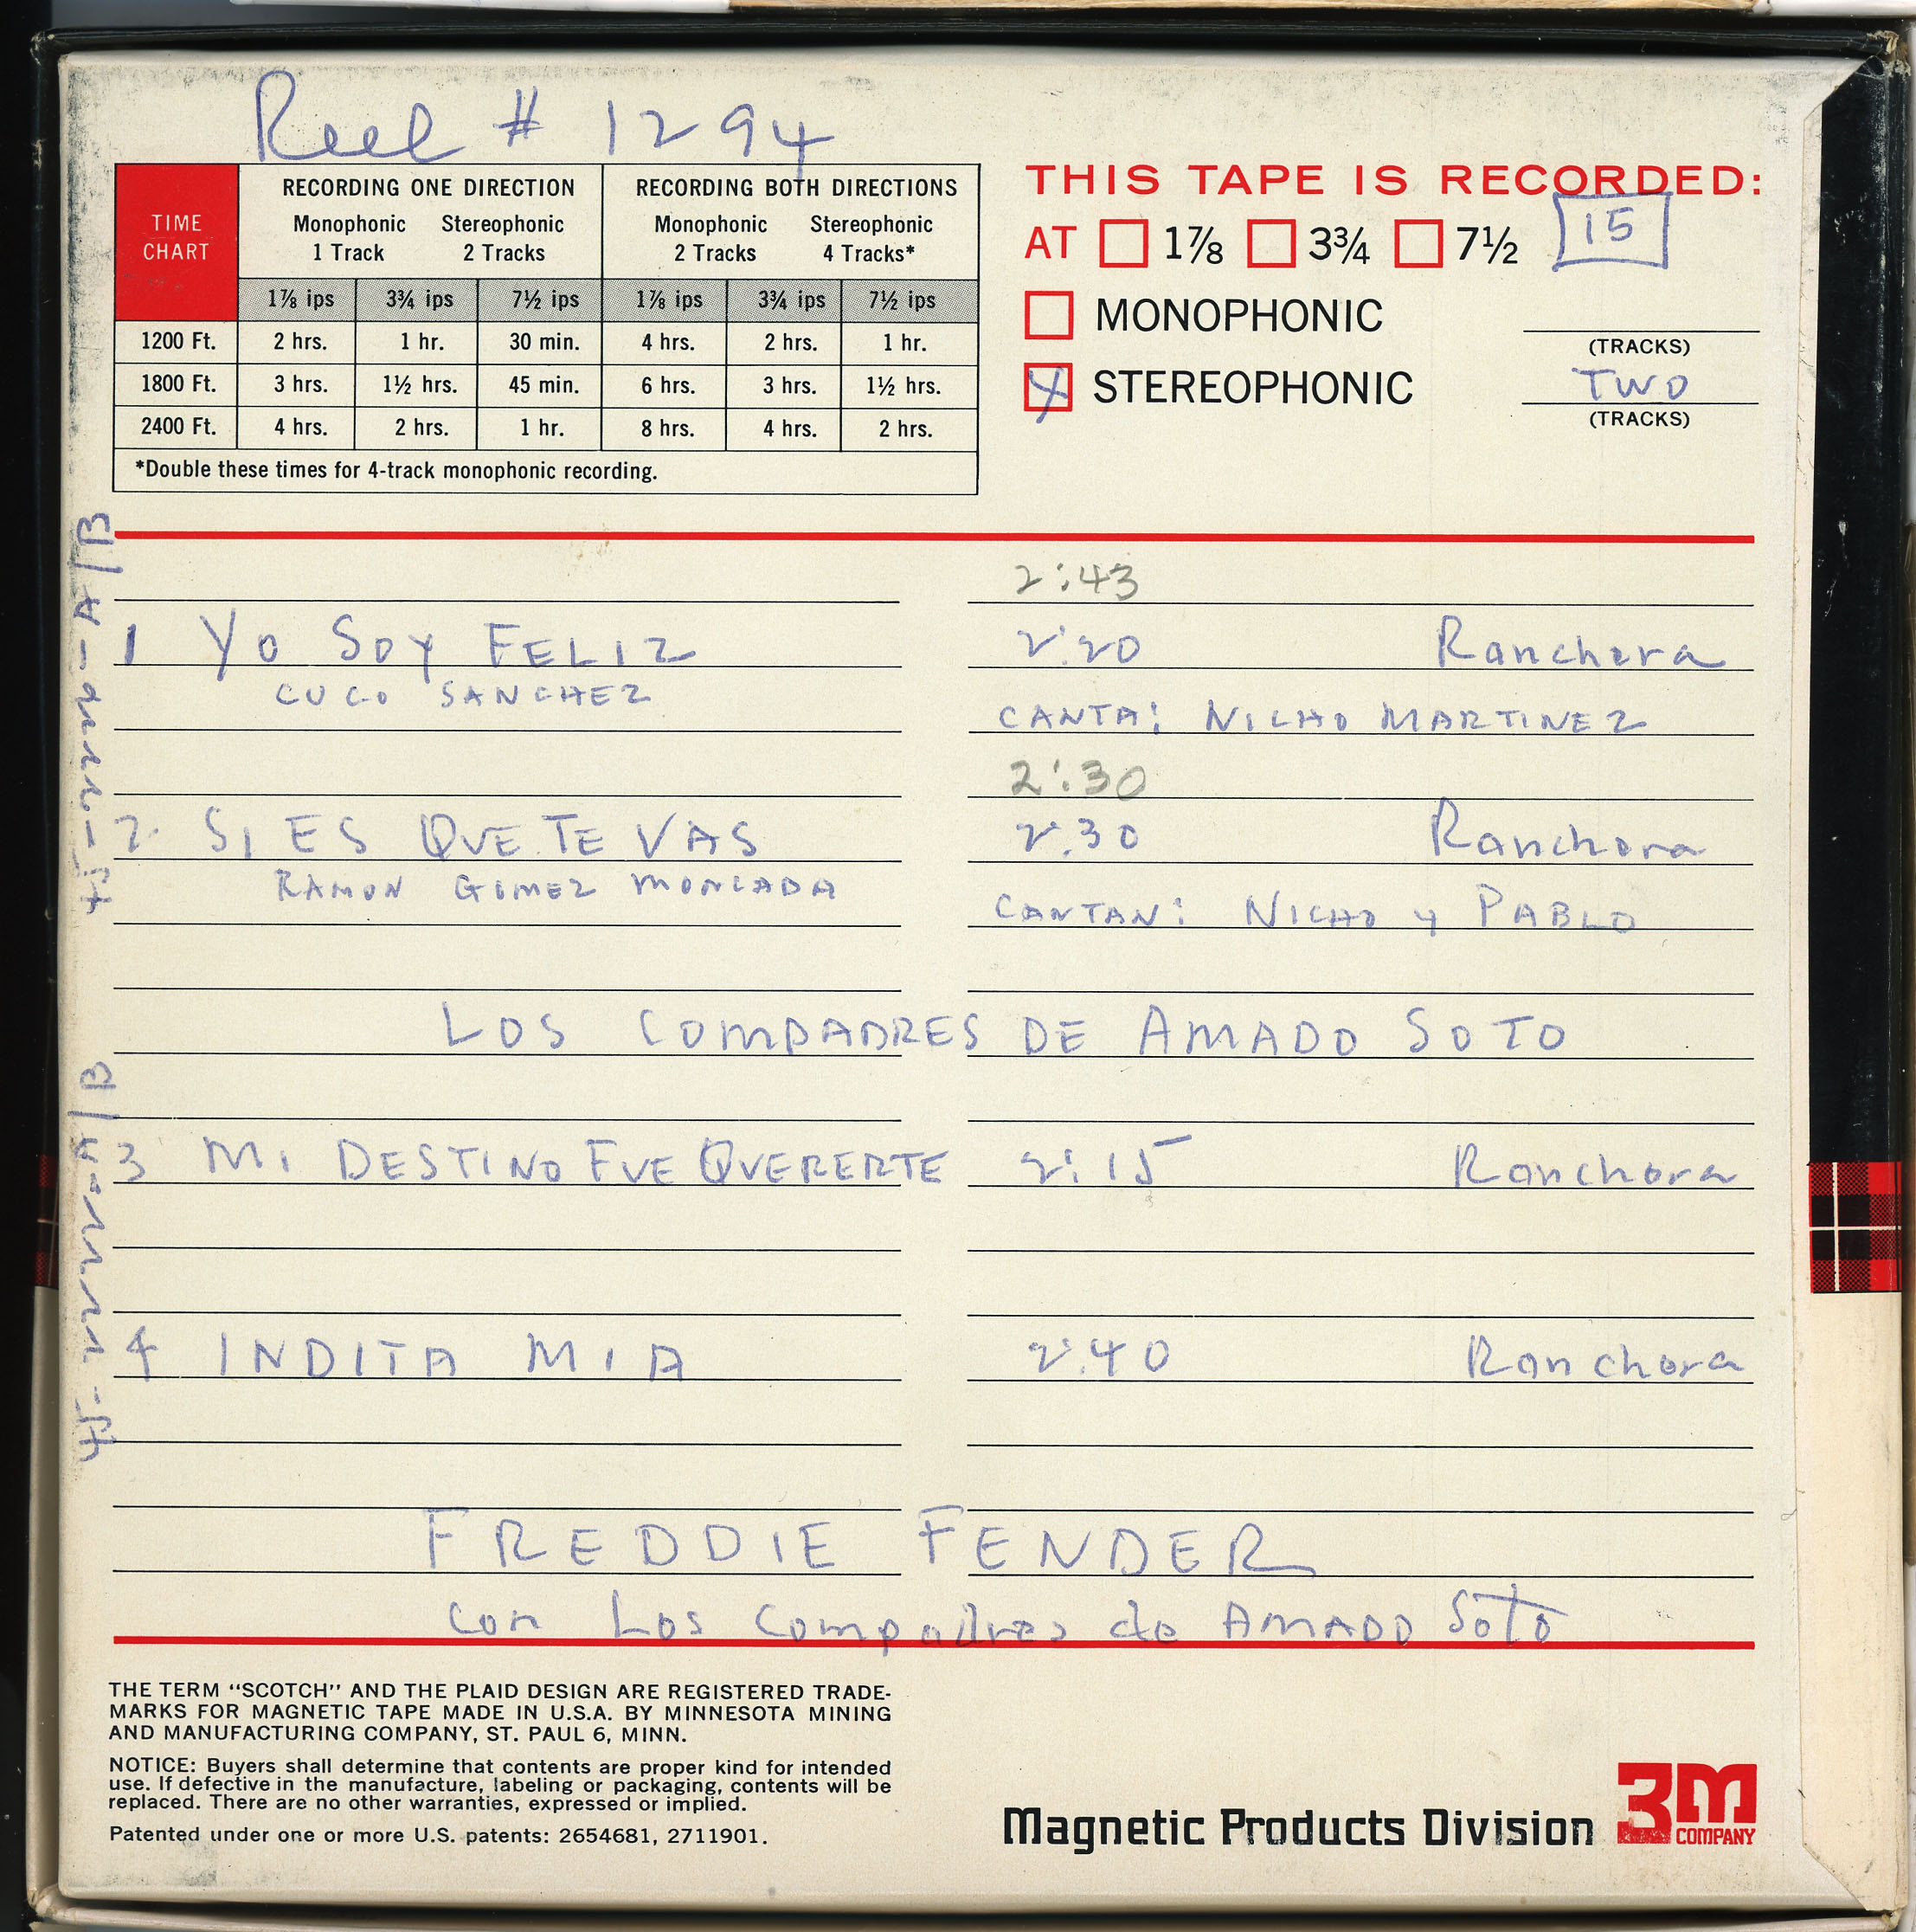 Reel # 1294
TIME CHART
RECORDING ONE DIRECTION RECORDING BOTH DIRECTIONS
Monophonic 1 Track Stereophonic 2 Tracks Monophonic 2 Tracks Stereophonic 4 Tracks*
1⅞ ips 3¾ ips 7½ ips 1⅞ ips 3¾ ips 7½ ips
1200 Ft. 2 hrs. 1 hr. 30 min. 4 hrs. 2 hrs. 1 hr.
1800 Ft. 3 hrs. 1½ hrs. 45 min. 6 hrs. 3 hrs. 1½ hrs.
2400 Ft. 4 hrs. 2 hrs. 1 hr. 8 hrs. 4 hrs. 2 hrs.
*Double these times for 4-track monophonic recording.
THIS TAPE IS RECORDED:
AT 1⅞ 3¾ 7½ 15
MONOPHONIC
(TRACKS)
STEREOPHONIC TWO
(TRACKS)
2:43
1 YO SOY FELIZ 2:20 Ranchera
CUCO SANCHEZ
CANTA: NICHO MARTINEZ
2:30
2 SI ES QUE TE VAS 2:30 Ranchera
RAMON GOMEZ MONCADA
CANTAN: NICHO y PABLO
LOS COMPADRES DE AMADO SOTO
3 MI DESTINO FUE QUERERTE 2:15 Ranchera
4 INDITA MIA 2:40 Ranchera
FREDDIE FENDER
con Los Compadres de AMADO Soto
A/B
A/B
THE TERM “SCOTCH” AND THE PLAID DESIGN ARE REGISTERED TRADE-
MARKS FOR MAGNETIC TAPE MADE IN U.S.A. BY MINNESOTA MINING
AND MANUFACTURING COMPANY, ST. PAUL 6, MINN.
NOTICE: Buyers shall determine that contents are proper kind for intended
use. If defective in the manufacture, labeling or packaging, contents will be
replaced. There are no other warranties, expressed or implied.
Patented under one or more U.S. patents: 2654681, 2711901.
Magnetic Products Division 3M COMPANY